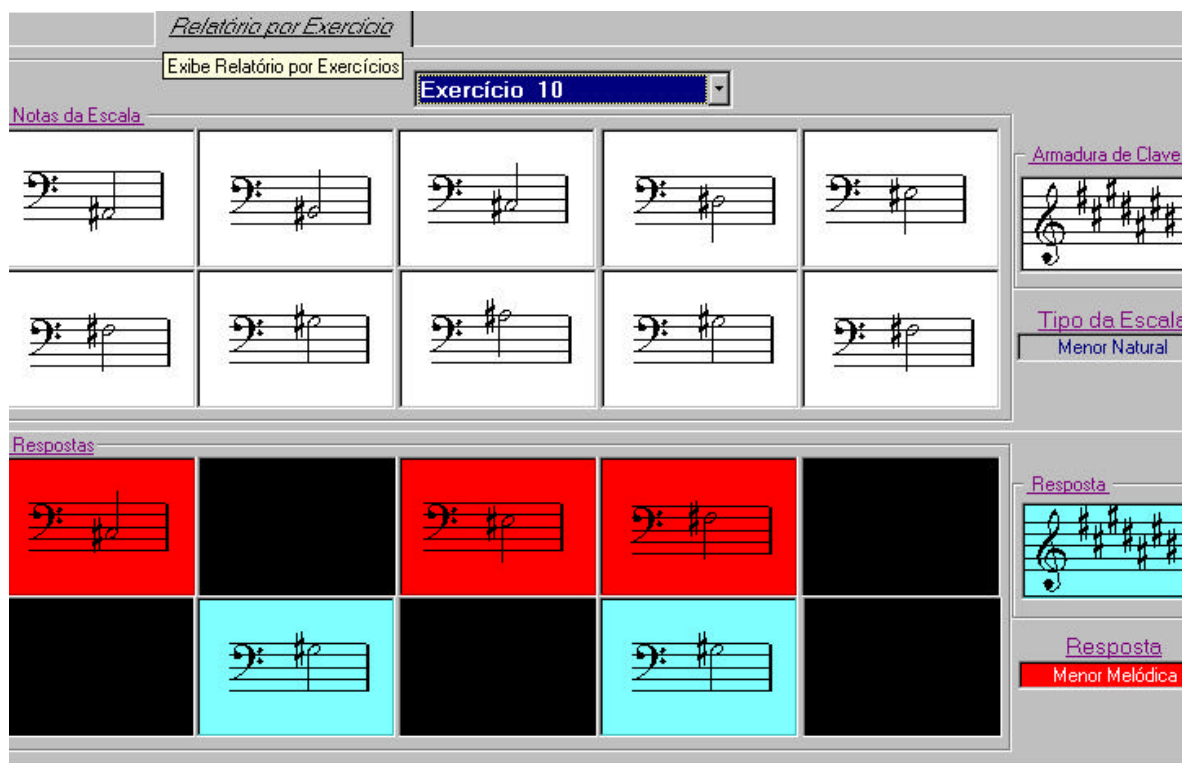 Relatório por Exercício
Exibe Relatório por Exercícios
Exercício 10
Notas da Escala
Armadura de Clave
Tipo da Escala
Menor Natural
Respostas
Resposta
Resposta
Menor Melódica